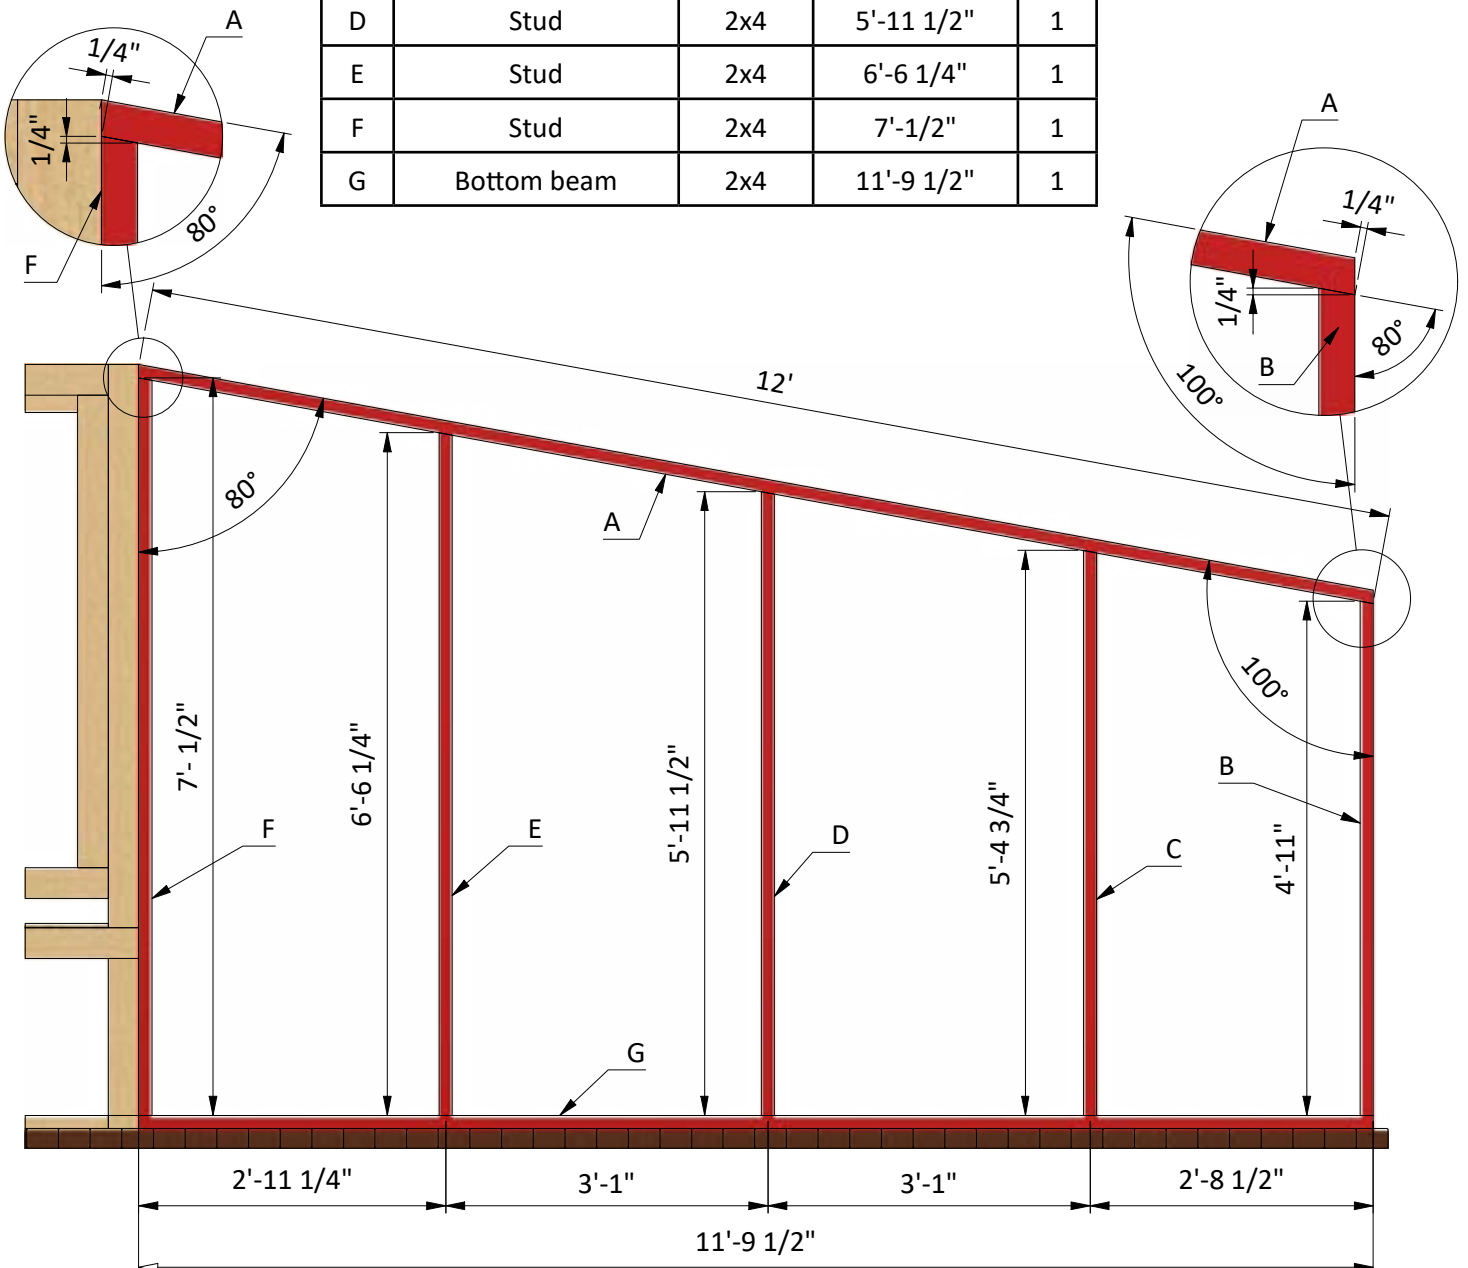 D Stud 2x4 5'-11 1/2" 1
E Stud 2x4 6'-6 1/4" 1
F Stud 2x4 7'-1/2" 1
G Bottom beam 2x4 11'-9 1/2" 1
A
1/4"
1/4"
80°
F
A
1/4"
1/4"
B
80°
100°
12'
80°
A
100°
7'- 1/2"
6'-6 1/4"
5'-11 1/2"
5'-4 3/4"
4'-11"
B
F
E
D
C
G
2'-11 1/4"
3'-1"
3'-1"
2'-8 1/2"
11'-9 1/2"